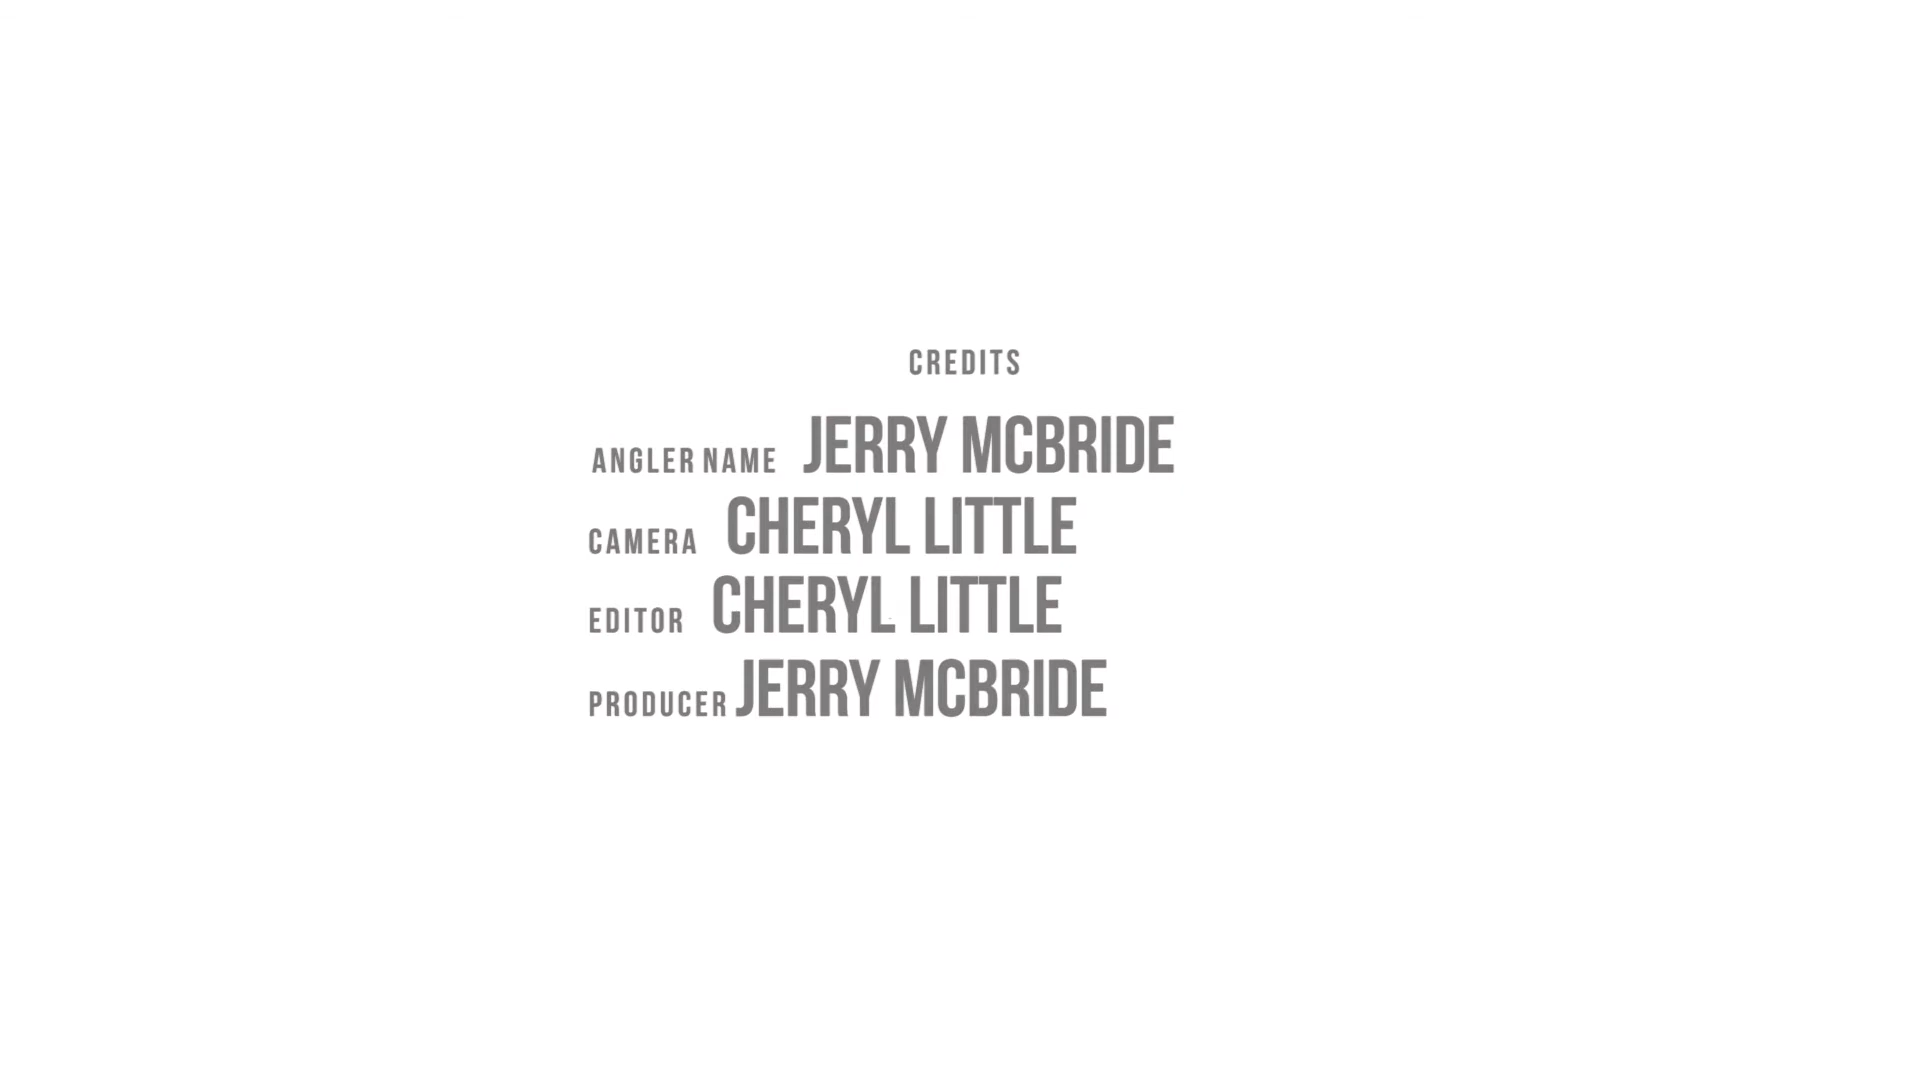 CREDITS
ANGLER NAME JERRY MCBRIDE
CAMERA CHERYL LITTLE
EDITOR CHERYL LITTLE
PRODUCER JERRY MCBRIDE